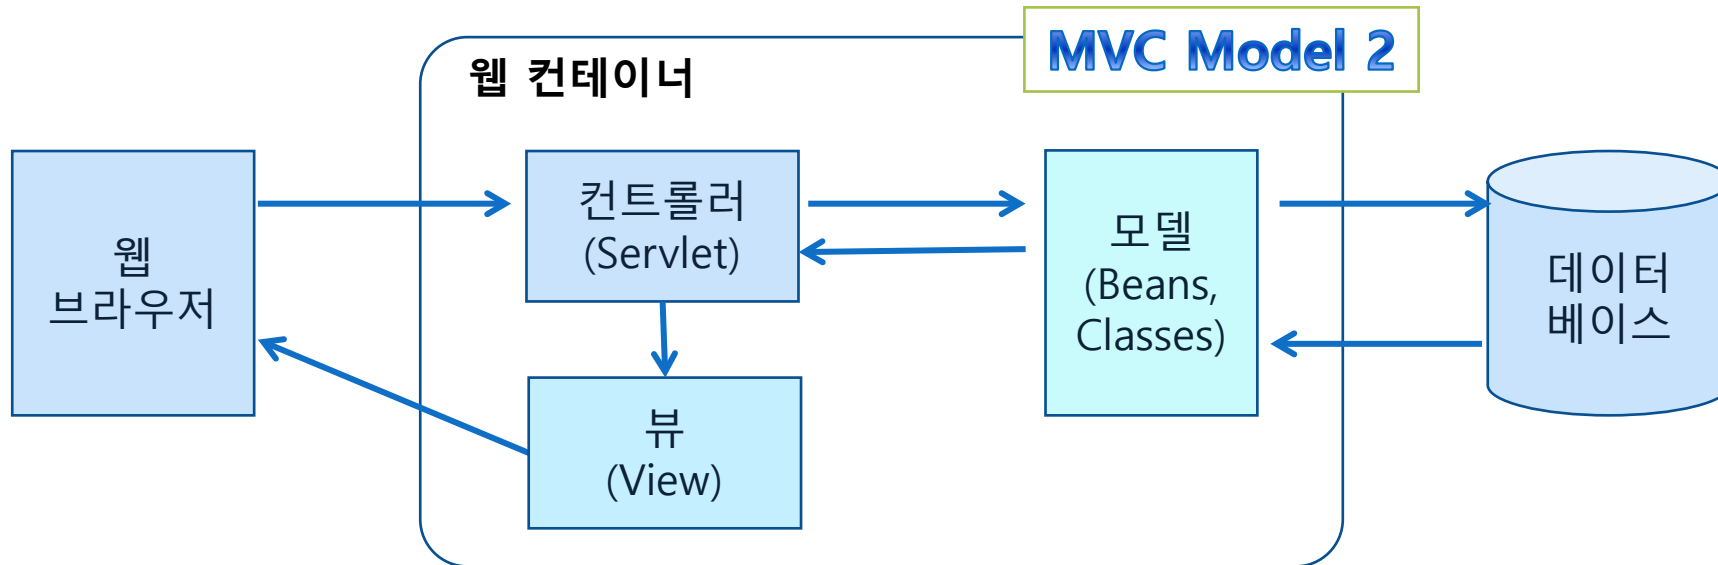 MVC Model 2
웹 컨테이너
웹
브라우저
컨트롤러
(Servlet)
모델
(Beans,
Classes)
데이터
베이스
뷰
(View)